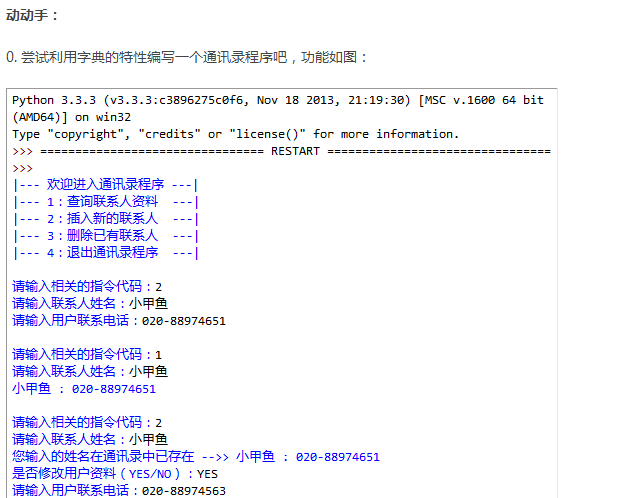 动动手：
0. 尝试利用字典的特性编写一个通讯录程序吧，功能如图：
Python 3.3.3 (v3.3.3:c3896275c0f6, Nov 18 2013, 21:19:30) [MSC v.1600 64 bit
(AMD64)] on win32
Type "copyright", "credits" or "license()" for more information.
>>> ================================ RESTART ================================
>>>
|--- 欢迎进入通讯录程序 ---|
|--- 1：查询联系人资料  ---|
|--- 2：插入新的联系人  ---|
|--- 3：删除已有联系人  ---|
|--- 4：退出通讯录程序  ---|
请输入相关的指令代码：2
请输入联系人姓名：小甲鱼
请输入用户联系电话：020-88974651
请输入相关的指令代码：1
请输入联系人姓名：小甲鱼
小甲鱼 : 020-88974651
请输入相关的指令代码：2
请输入联系人姓名：小甲鱼
您输入的姓名在通讯录中已存在 -->> 小甲鱼 : 020-88974651
是否修改用户资料（YES/NO）：YES
请输入用户联系电话：020-88974563